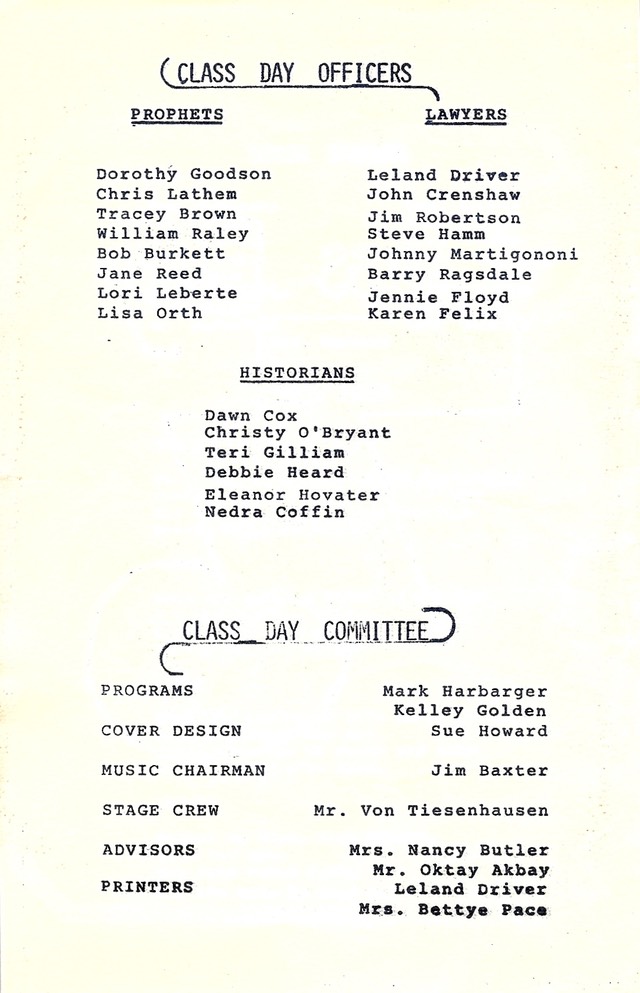 CLASS DAY OFFICERS
PROPHETS
Dorothy Goodson
Chris Lathem
Tracey Brown
William Raley
Bob Burkett
Jane Reed
Lori Leberte
Lisa Orth
LAWYERS
Leland Driver
John Crenshaw
Jim Robertson
Steve Hamm
Johnny Martigononi
Barry Ragsdale
Jennie Floyd
Karen Felix
HISTORIANS
Dawn Cox
Christy O'Bryant
Teri Gilliam
Debbie Heard
Eleanor Hovater
Nedra Coffin
CLASS DAY COMMITTEE
PROGRAMS Mark Harbarger
Kelley Golden
COVER DESIGN Sue Howard
MUSIC CHAIRMAN Jim Baxter
STAGE CREW Mr. Von Tiesenhausen
ADVISORS Mrs. Nancy Butler
Mr. Oktay Akbay
PRINTERS Leland Driver
Mrs. Bettye Pace